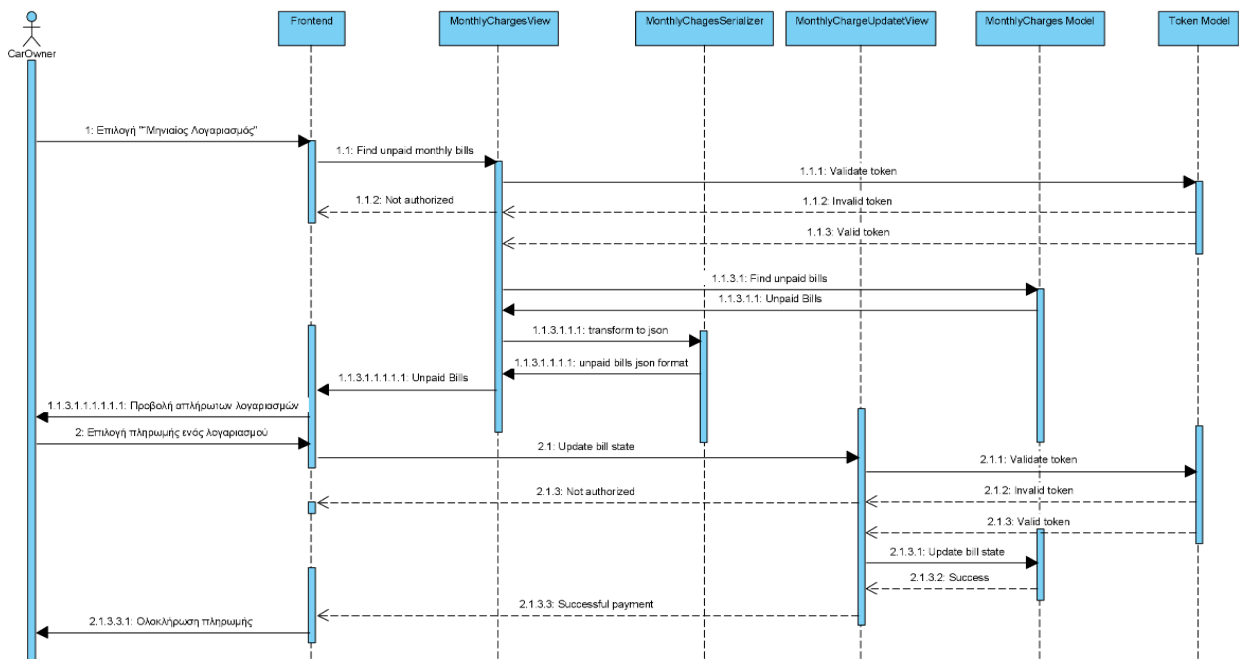 Frontend
MonthlyChargesView
MonthlyChagesSerializer
MonthlyChargeUpdatetView
MonthlyCharges Model
Token Model
CarOwner
1: Επιλογή "'Μηνιαίος Λογαριασμός"
1.1: Find unpaid monthly bills
1.1.1: Validate token
1.1.2: Not authorized
1.1.2: Invalid token
1.1.3: Valid token
1.1.3.1: Find unpaid bills
1.1.3.1.1: Unpaid Bills
1.1.3.1.1.1: transform to json
1.1.3.1.1.1.1: unpaid bills json format
1.1.3.1.1.1.1.1: Unpaid Bills
1.1.3.1.1.1.1.1.1: Προβολή απλήρωτων λογαριασμών
2: Επιλογή πληρωμής ενός λογαριασμού
2.1: Update bill state
2.1.1: Validate token
2.1.3: Not authorized
2.1.2: Invalid token
2.1.3: Valid token
2.1.3.1: Update bill state
2.1.3.2: Success
2.1.3.3: Successful payment
2.1.3.3.1: Ολοκλήρωση πληρωμής